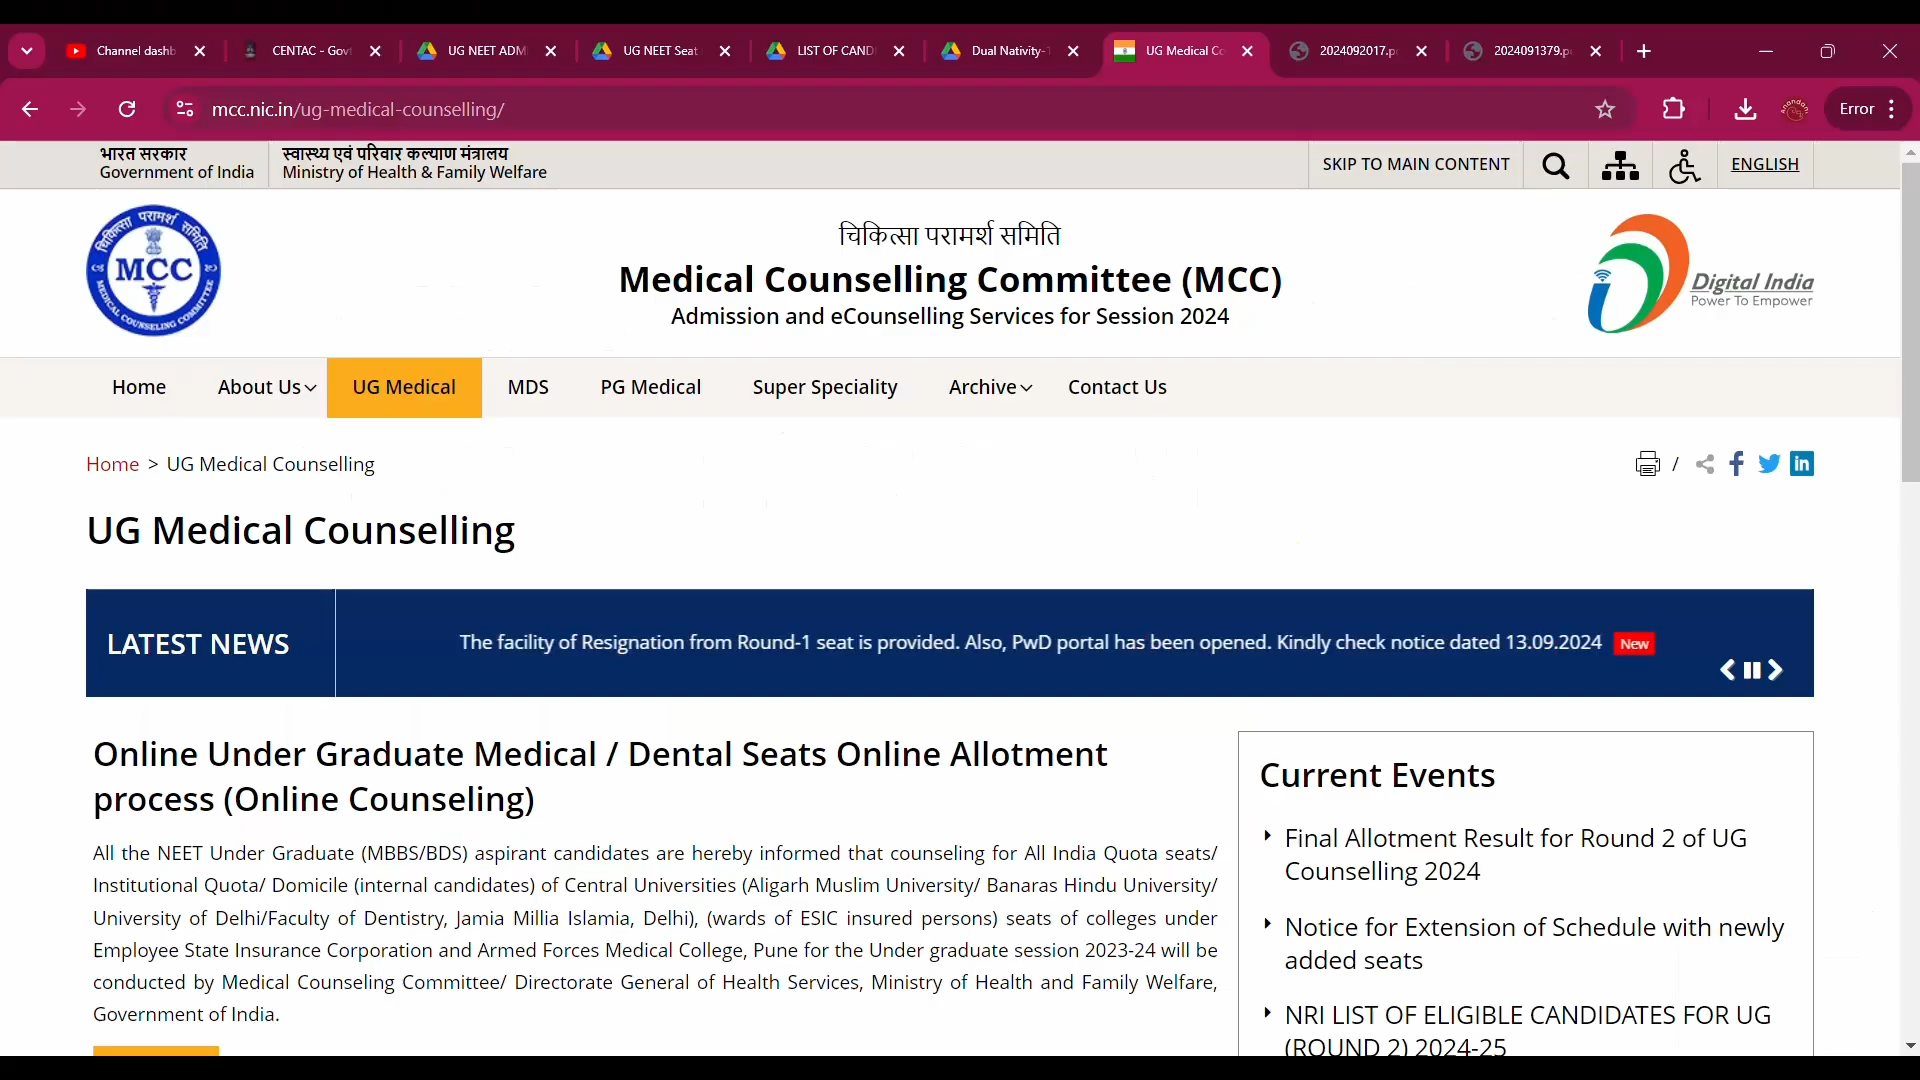 Channel dashb
CENTAC - Gov
UG NEET ADM
UG NEET Seat
LIST OF CAND
Dual Nativity-
UG Medical Co
2024092017.p
2024091379.p
mcc.nic.in/ug-medical-counselling/
Error
भारत सरकार
Government of India
स्वास्थ्य एवं परिवार कल्याण मंत्रालय
Ministry of Health & Family Welfare
SKIP TO MAIN CONTENT
ENGLISH
चिकित्सा परामर्श समिति
MCC
MEDICAL COUNSELING COMMITTEE
चिकित्सा परामर्श समिति
Medical Counselling Committee (MCC)
Admission and eCounselling Services for Session 2024
Digital India
Power To Empower
Home
About Us
UG Medical
MDS
PG Medical
Super Speciality
Archive
Contact Us
Home > UG Medical Counselling
/
UG Medical Counselling
LATEST NEWS
The facility of Resignation from Round-1 seat is provided. Also, PwD portal has been opened. Kindly check notice dated 13.09.2024 New
Online Under Graduate Medical / Dental Seats Online Allotment
process (Online Counseling)
All the NEET Under Graduate (MBBS/BDS) aspirant candidates are hereby informed that counseling for All India Quota seats/
Institutional Quota/ Domicile (internal candidates) of Central Universities (Aligarh Muslim University/ Banaras Hindu University/
University of Delhi/Faculty of Dentistry, Jamia Millia Islamia, Delhi), (wards of ESIC insured persons) seats of colleges under
Employee State Insurance Corporation and Armed Forces Medical College, Pune for the Under graduate session 2023-24 will be
conducted by Medical Counseling Committee/ Directorate General of Health Services, Ministry of Health and Family Welfare,
Government of India.
Current Events
Final Allotment Result for Round 2 of UG
Counselling 2024
Notice for Extension of Schedule with newly
added seats
NRI LIST OF ELIGIBLE CANDIDATES FOR UG
(ROUND 2) 2024-25